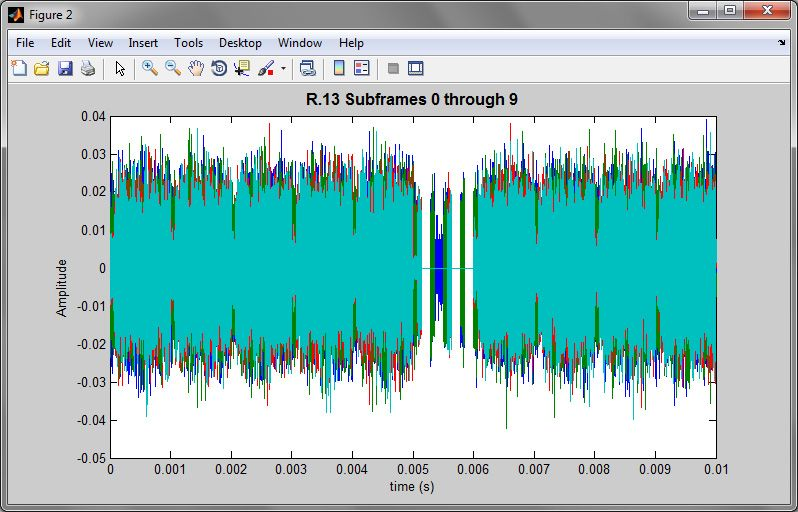 Figure 2
File Edit View Insert Tools Desktop Window Help
R.13 Subframes 0 through 9
0.04
0.03
0.02
0.01
0
-0.01
-0.02
-0.03
-0.04
-0.05
Amplitude
0 0.001 0.002 0.003 0.004 0.005 0.006 0.007 0.008 0.009 0.01
time (s)